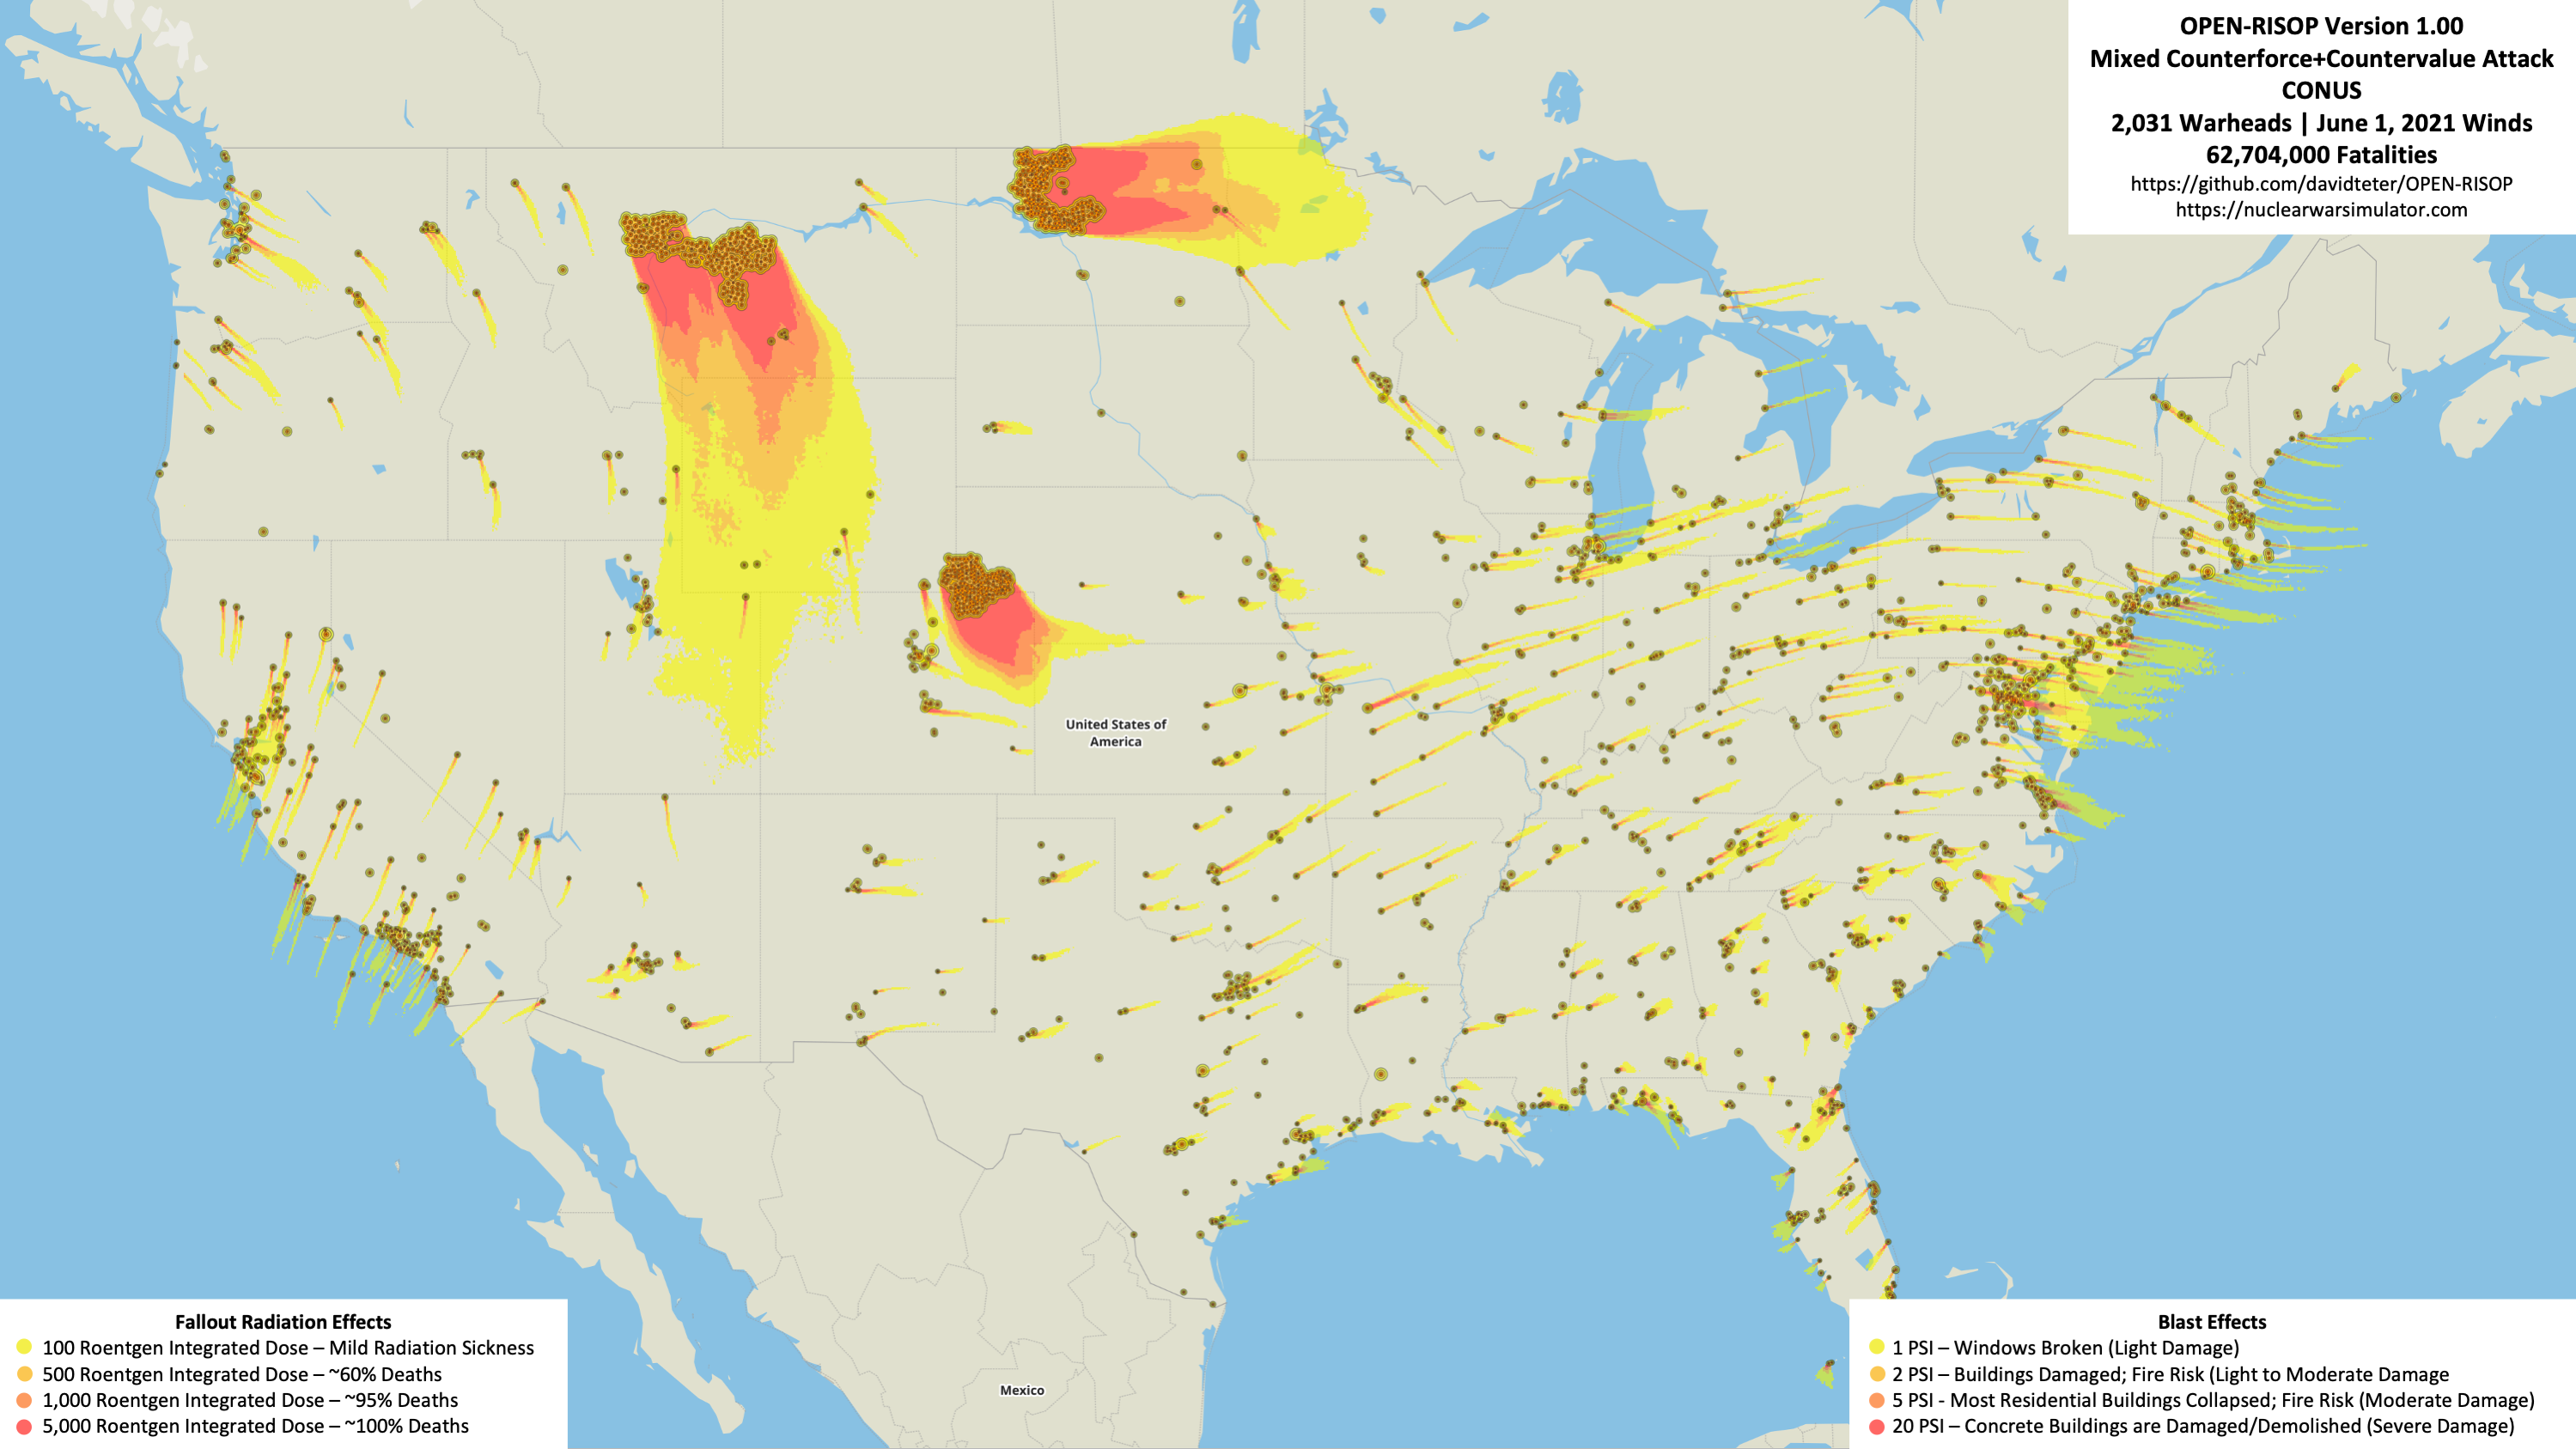 OPEN-RISOP Version 1.00
Mixed Counterforce+Countervalue Attack
CONUS
2,031 Warheads | June 1, 2021 Winds
62,704,000 Fatalities
https://github.com/davidteter/OPEN-RISOP
https://nuclearwarsimulator.com
United States of
America
Mexico
Fallout Radiation Effects
100 Roentgen Integrated Dose – Mild Radiation Sickness
500 Roentgen Integrated Dose – ~60% Deaths
1,000 Roentgen Integrated Dose – ~95% Deaths
5,000 Roentgen Integrated Dose – ~100% Deaths
Blast Effects
1 PSI – Windows Broken (Light Damage)
2 PSI – Buildings Damaged; Fire Risk (Light to Moderate Damage
5 PSI - Most Residential Buildings Collapsed; Fire Risk (Moderate Damage)
20 PSI – Concrete Buildings are Damaged/Demolished (Severe Damage)